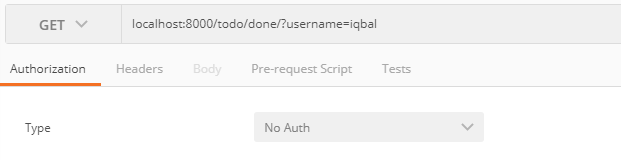 GET localhost:8000/todo/done/?username=iqbal
Authorization Headers Body Pre-request Script Tests
Type No Auth